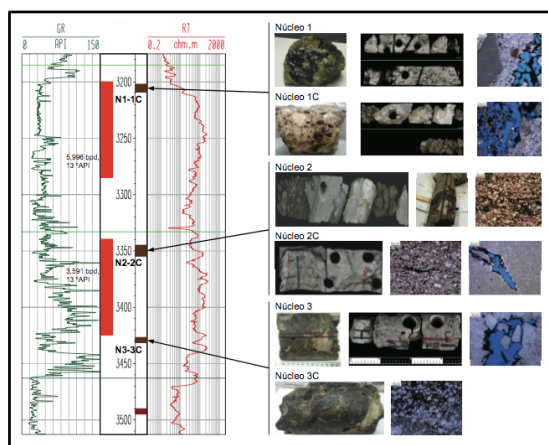 GR
0 API 150
RT
0.2 ohm.m 2000
3200
N1-1C
3250
5,996 bpd,
13 °API
3300
3350
N2-2C
3,591 bpd,
13 °API
3400
N3-3C
3450
3500
Núcleo 1
Núcleo 1C
Núcleo 2
Núcleo 2C
Núcleo 3
Núcleo 3C